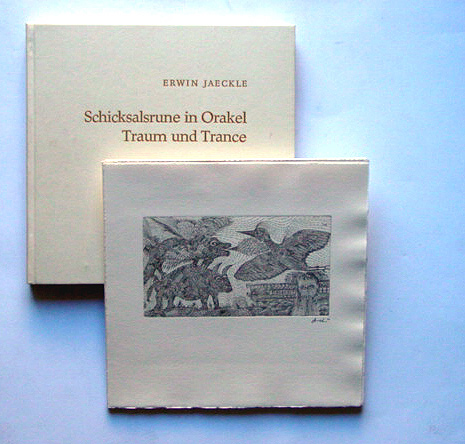 ERWIN JAECKLE
Schicksalsrune in Orakel
Traum und Trance